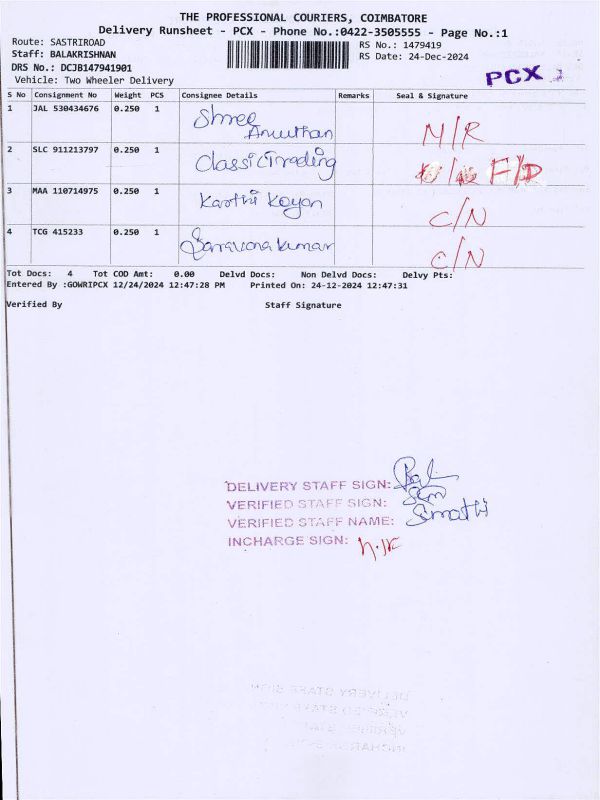 THE PROFESSIONAL COURIERS, COIMBATORE
Delivery Runsheet - PCX - Phone No.:0422-3505555 - Page No.:1
Route: SASTRIROAD
RS No.: 1479419
Staff: BALAKRISHNAN
RS Date: 24-Dec-2024
DRS No.: DCJB147941901
PCX
Vehicle: Two Wheeler Delivery
S No Consignment No Weight PCS Consignee Details Remarks Seal & Signature
1 JAL 530434676 0.250 1 Shree
M/R
2 SLC 911213797 0.250 1 Classic Trading F/D
3 MAA 110714975 0.250 1 Karthi Keyan C/N
4 TCG 415233 0.250 1 Saravana kumar C/N
Tot Docs: 4 Tot COD Amt: 0.00 Delvd Docs: Non Delvd Docs: Delvy Pts:
Entered By :GOWRIPCX 12/24/2024 12:47:28 PM Printed On: 24-12-2024 12:47:31
Verified By Staff Signature
DELIVERY STAFF SIGN:
VERIFIED STAFF SIGN:
VERIFIED STAFF NAME: Sumathi
INCHARGE SIGN: